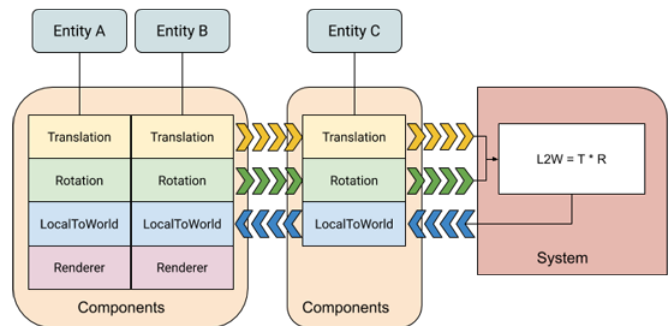 Entity A
Entity B
Entity C
Translation
Translation
Translation
Rotation
Rotation
Rotation
LocalToWorld
LocalToWorld
LocalToWorld
Renderer
Renderer
L2W = T * R
Components
Components
System